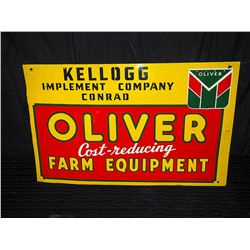 KELLOGG
IMPLEMENT COMPANY
CONRAD
OLIVER
OLIVER
Cost-reducing
FARM EQUIPMENT